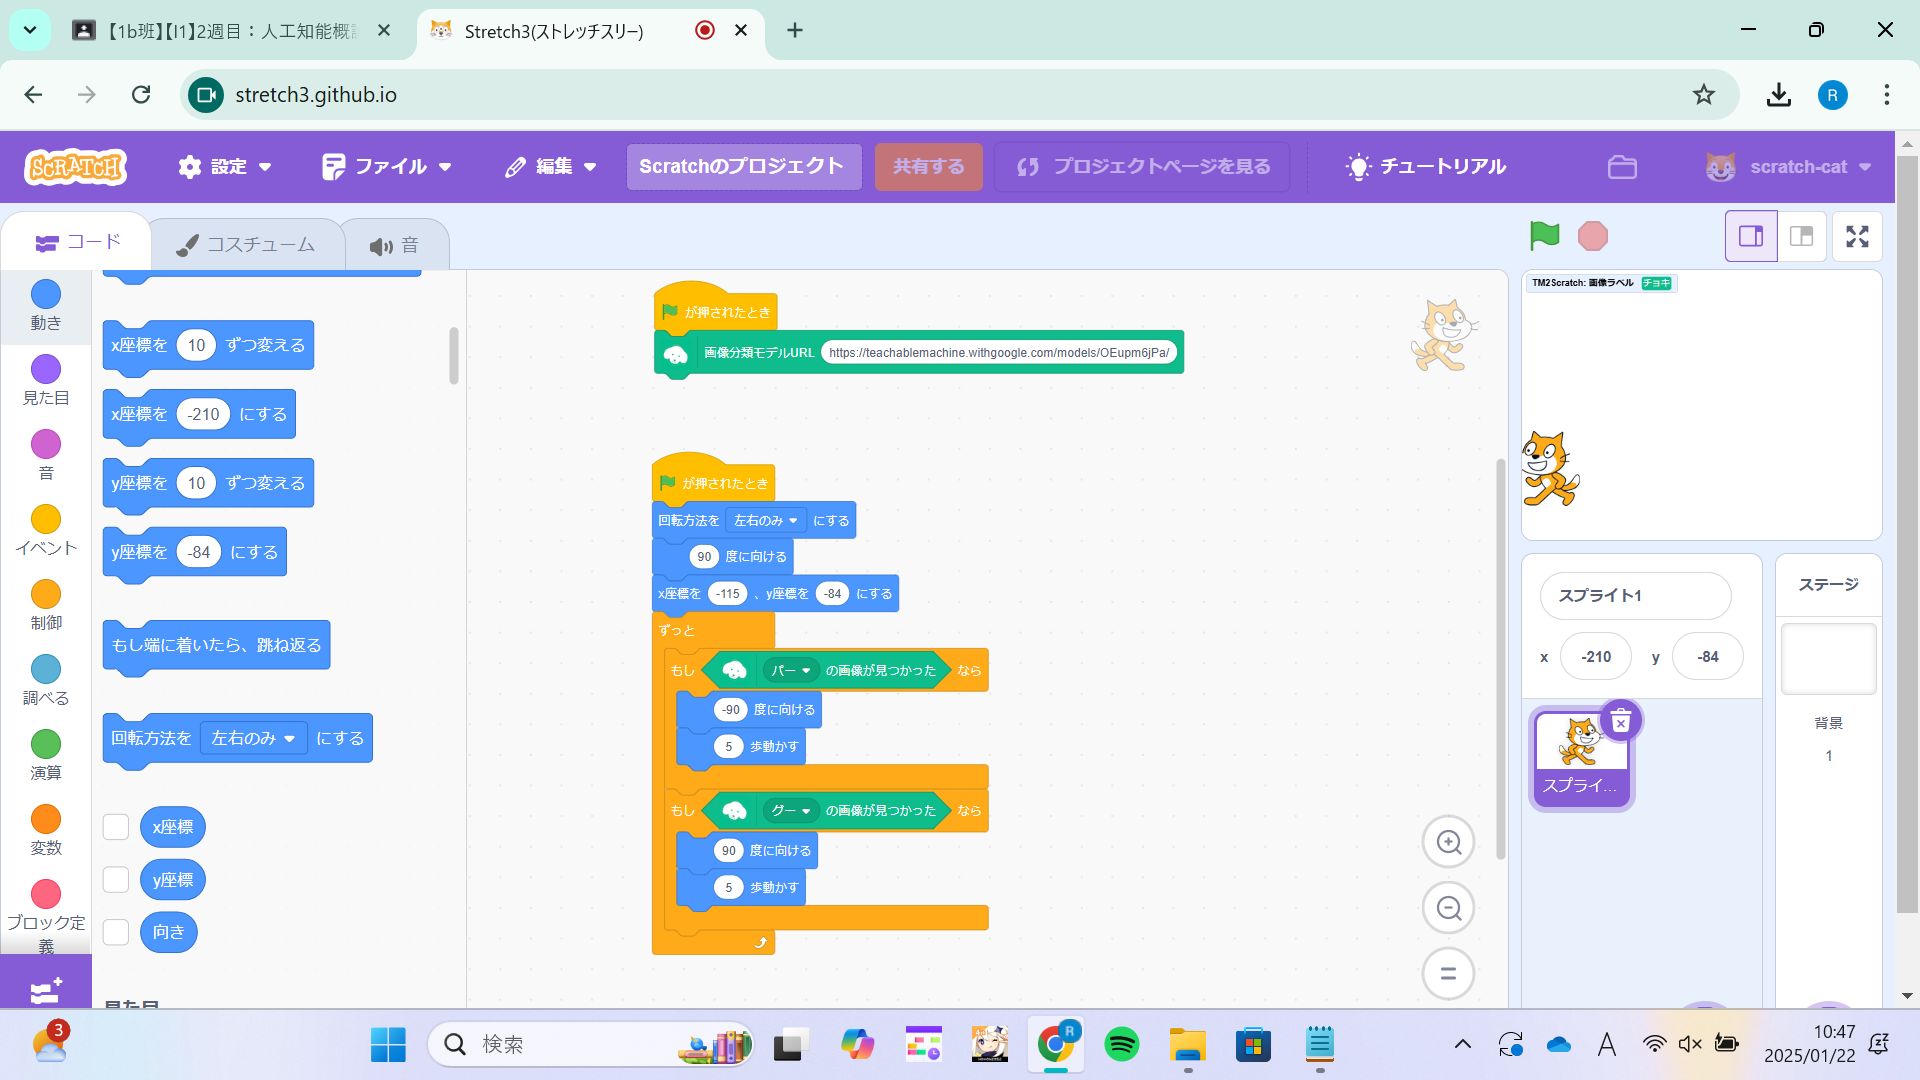 【1b班】【I1】2週目：人工知能概
Stretch3(ストレッチスリー)
stretch3.github.io
R
SCRATCH
設定
ファイル
編集
Scratchのプロジェクト
共有する
プロジェクトページを見る
チュートリアル
scratch-cat
コード
コスチューム
音
動き
見た目
音
イベント
制御
調べる
演算
変数
ブロック定
義
x座標を 10 ずつ変える
x座標を -210 にする
y座標を 10 ずつ変える
y座標を -84 にする
もし端に着いたら、跳ね返る
回転方法を 左右のみ にする
x座標
y座標
向き
が押されたとき
画像分類モデルURL https://teachablemachine.withgoogle.com/models/OEupm6jPa/
が押されたとき
回転方法を 左右のみ にする
90 度に向ける
x座標を -115 、y座標を -84 にする
ずっと
もし パー の画像が見つかった なら
-90 度に向ける
5 歩動かす
もし グー の画像が見つかった なら
90 度に向ける
5 歩動かす
TM2Scratch: 画像ラベル チョキ
スプライト1
x -210 y -84
スプライ...
ステージ
背景
1
3
検索
R
A
10:47
2025/01/22